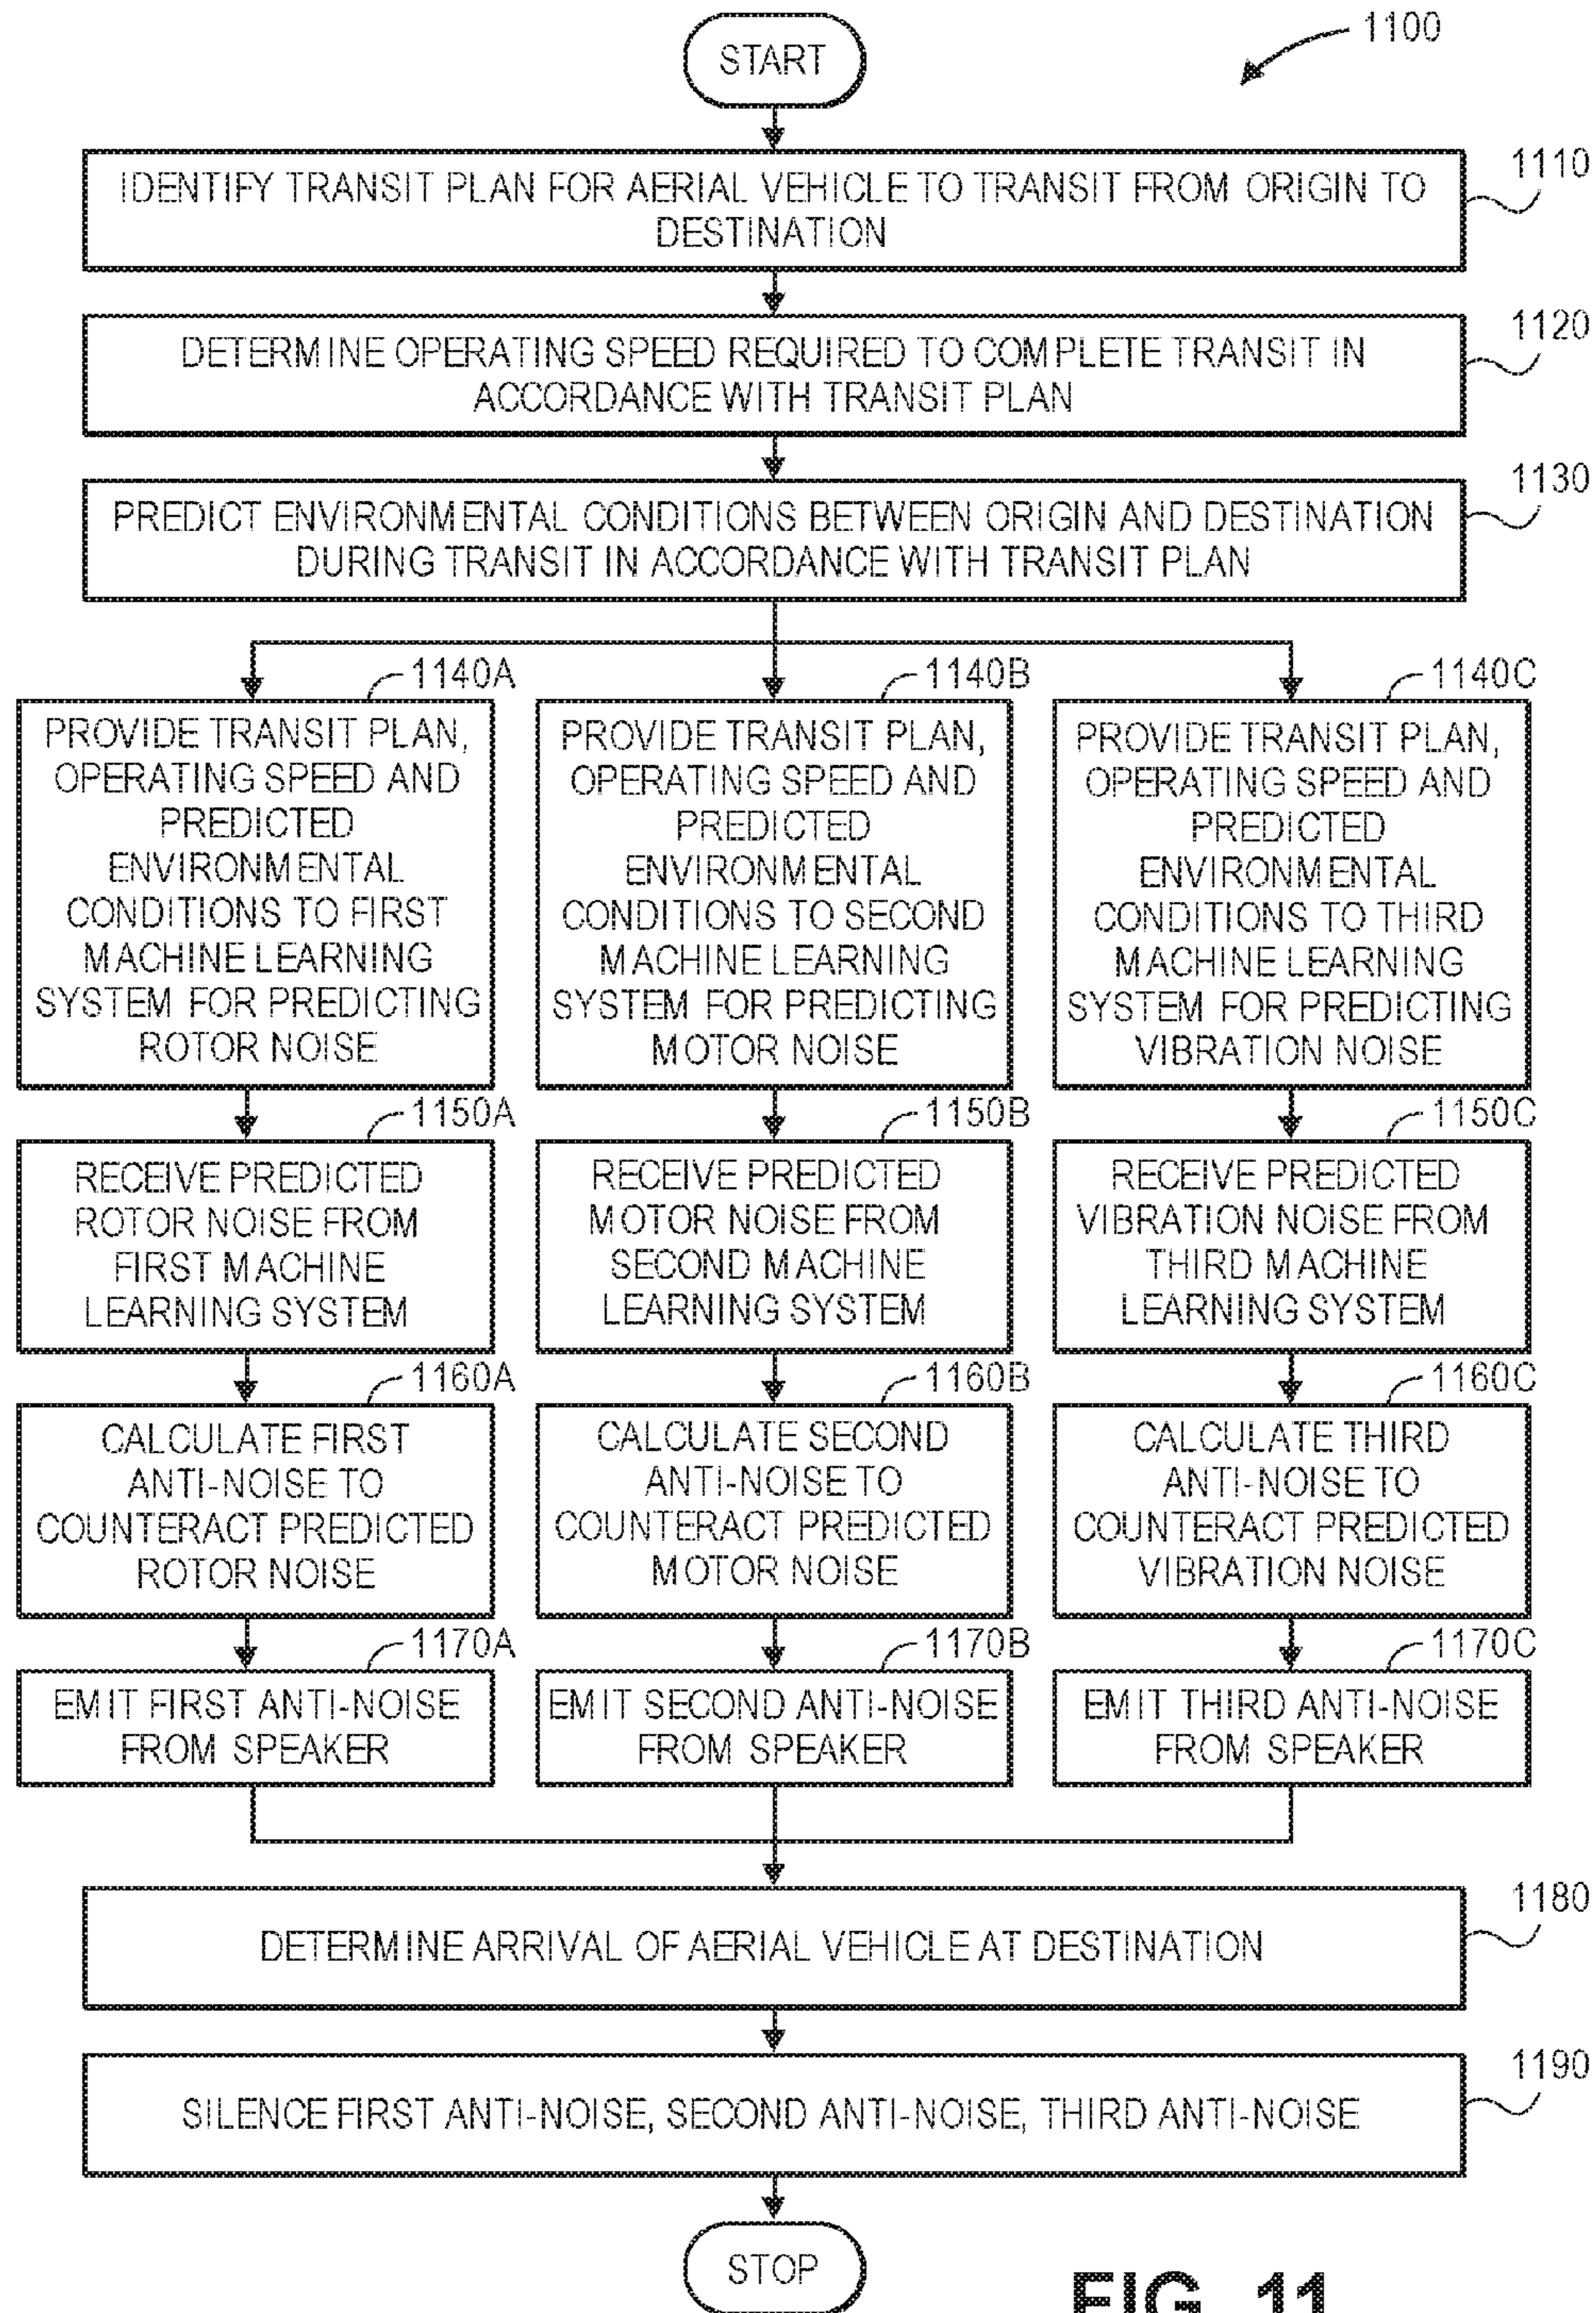 START
1100
IDENTIFY TRANSIT PLAN FOR AERIAL VEHICLE TO TRANSIT FROM ORIGIN TO
DESTINATION
1110
DETERMINE OPERATING SPEED REQUIRED TO COMPLETE TRANSIT IN
ACCORDANCE WITH TRANSIT PLAN
1120
PREDICT ENVIRONMENTAL CONDITIONS BETWEEN ORIGIN AND DESTINATION
DURING TRANSIT IN ACCORDANCE WITH TRANSIT PLAN
1130
1140A
PROVIDE TRANSIT PLAN,
OPERATING SPEED AND
PREDICTED
ENVIRONMENTAL
CONDITIONS TO FIRST
MACHINE LEARNING
SYSTEM FOR PREDICTING
ROTOR NOISE
1140B
PROVIDE TRANSIT PLAN,
OPERATING SPEED AND
PREDICTED
ENVIRONMENTAL
CONDITIONS TO SECOND
MACHINE LEARNING
SYSTEM FOR PREDICTING
MOTOR NOISE
1140C
PROVIDE TRANSIT PLAN,
OPERATING SPEED AND
PREDICTED
ENVIRONMENTAL
CONDITIONS TO THIRD
MACHINE LEARNING
SYSTEM FOR PREDICTING
VIBRATION NOISE
1150A
RECEIVE PREDICTED
ROTOR NOISE FROM
FIRST MACHINE
LEARNING SYSTEM
1150B
RECEIVE PREDICTED
MOTOR NOISE FROM
SECOND MACHINE
LEARNING SYSTEM
1150C
RECEIVE PREDICTED
VIBRATION NOISE FROM
THIRD MACHINE
LEARNING SYSTEM
1160A
CALCULATE FIRST
ANTI-NOISE TO
COUNTERACT PREDICTED
ROTOR NOISE
1160B
CALCULATE SECOND
ANTI-NOISE TO
COUNTERACT PREDICTED
MOTOR NOISE
1160C
CALCULATE THIRD
ANTI-NOISE TO
COUNTERACT PREDICTED
VIBRATION NOISE
1170A
EMIT FIRST ANTI-NOISE
FROM SPEAKER
1170B
EMIT SECOND ANTI-NOISE
FROM SPEAKER
1170C
EMIT THIRD ANTI-NOISE
FROM SPEAKER
DETERMINE ARRIVAL OF AERIAL VEHICLE AT DESTINATION
1180
SILENCE FIRST ANTI-NOISE, SECOND ANTI-NOISE, THIRD ANTI-NOISE
1190
STOP
FIG. 11